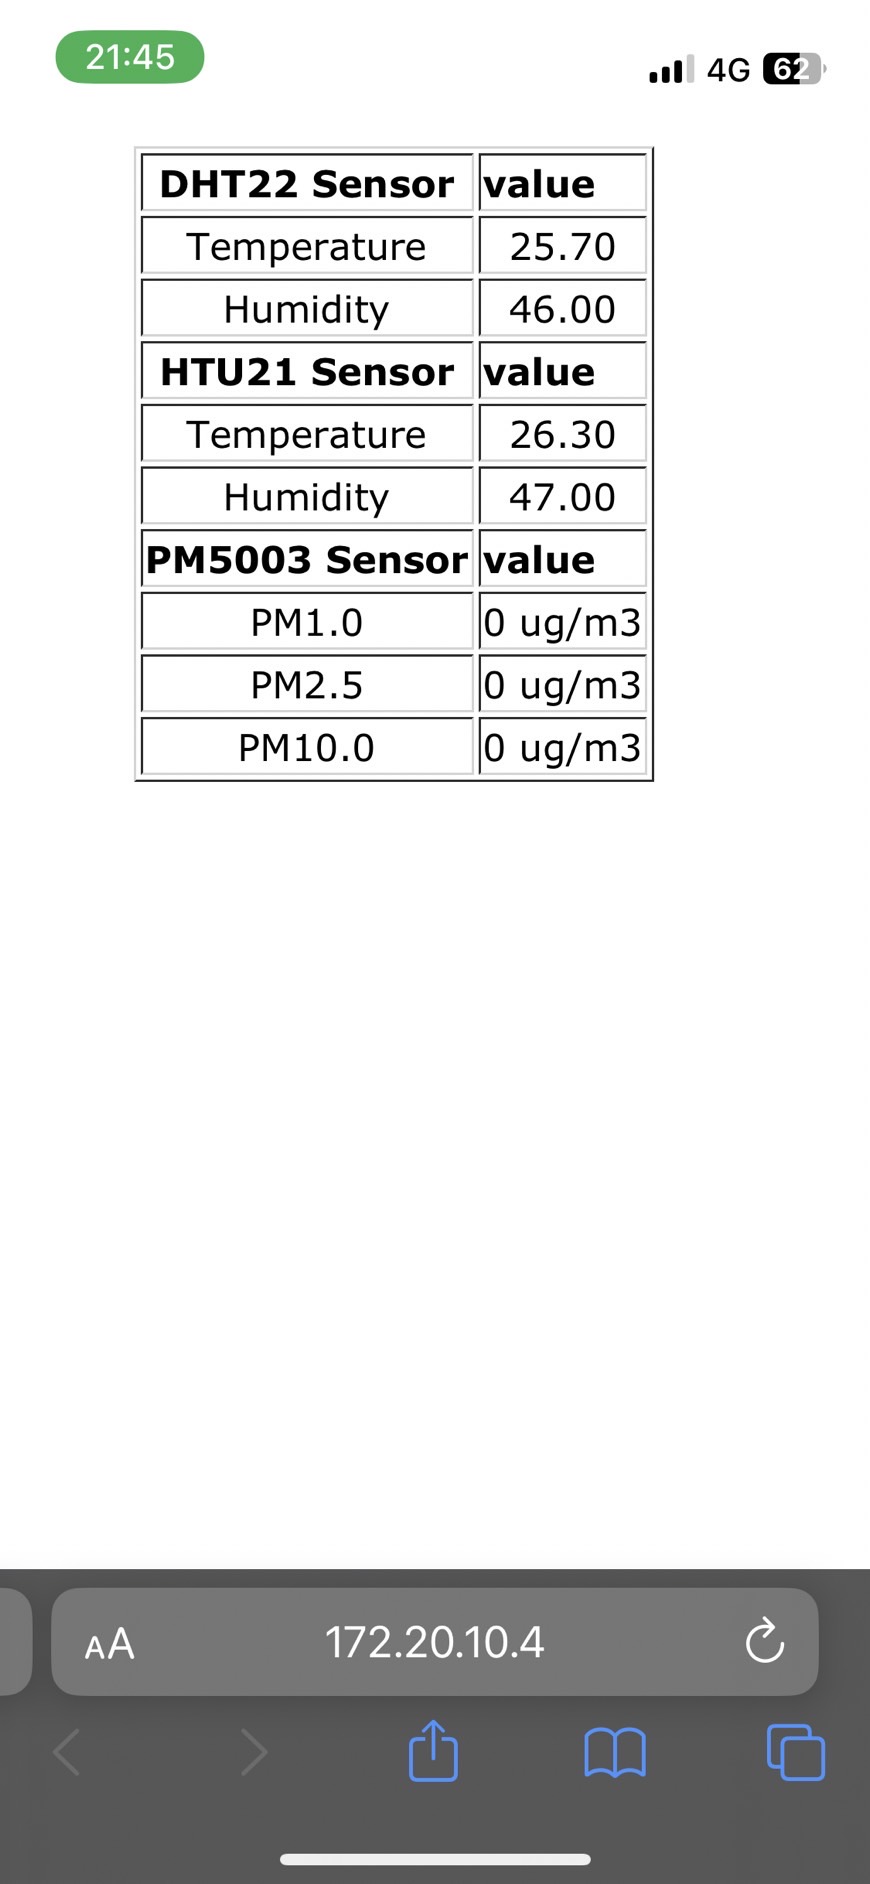 21:45 4G 62
DHT22 Sensor value
Temperature 25.70
Humidity 46.00
HTU21 Sensor value
Temperature 26.30
Humidity 47.00
PM5003 Sensor value
PM1.0 0 ug/m3
PM2.5 0 ug/m3
PM10.0 0 ug/m3
AA 172.20.10.4